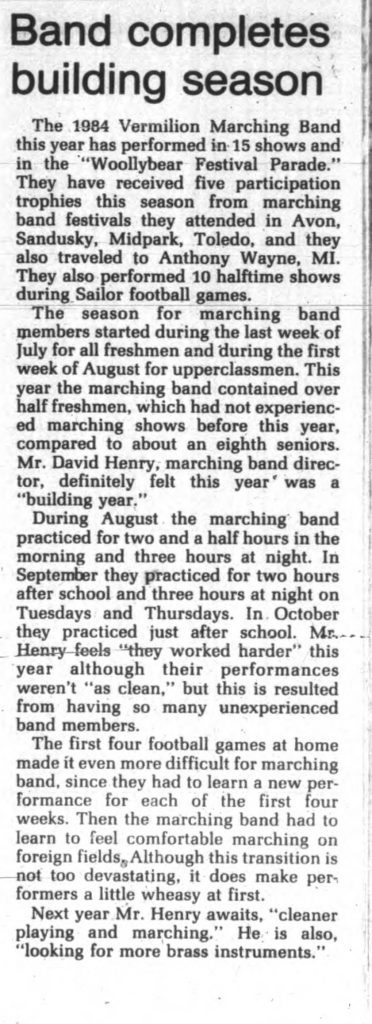 Band completes
building season
The 1984 Vermilion Marching Band
this year has performed in 15 shows and
in the "Woollybear Festival Parade."
They have received five participation
trophies this season from marching
band festivals they attended in Avon,
Sandusky, Midpark, Toledo, and they
also traveled to Anthony Wayne, MI.
They also performed 10 halftime shows
during Sailor football games.
The season for marching band
members started during the last week of
July for all freshmen and during the first
week of August for upperclassmen. This
year the marching band contained over
half freshmen, which had not experienc-
ed marching shows before this year,
compared to about an eighth seniors.
Mr. David Henry, marching band direc-
tor, definitely felt this year was a
"building year."
During August the marching band
practiced for two and a half hours in the
morning and three hours at night. In
September they practiced for two hours
after school and three hours at night on
Tuesdays and Thursdays. In October
they practiced just after school. Mr.
Henry feels "they worked harder" this
year although their performances
weren't "as clean," but this is resulted
from having so many unexperienced
band members.
The first four football games at home
made it even more difficult for marching
band, since they had to learn a new per-
formance for each of the first four
weeks. Then the marching band had to
learn to feel comfortable marching on
foreign fields. Although this transition is
not too devastating, it does make per-
formers a little wheasy at first.
Next year Mr. Henry awaits, "cleaner
playing and marching." He is also,
"looking for more brass instruments."